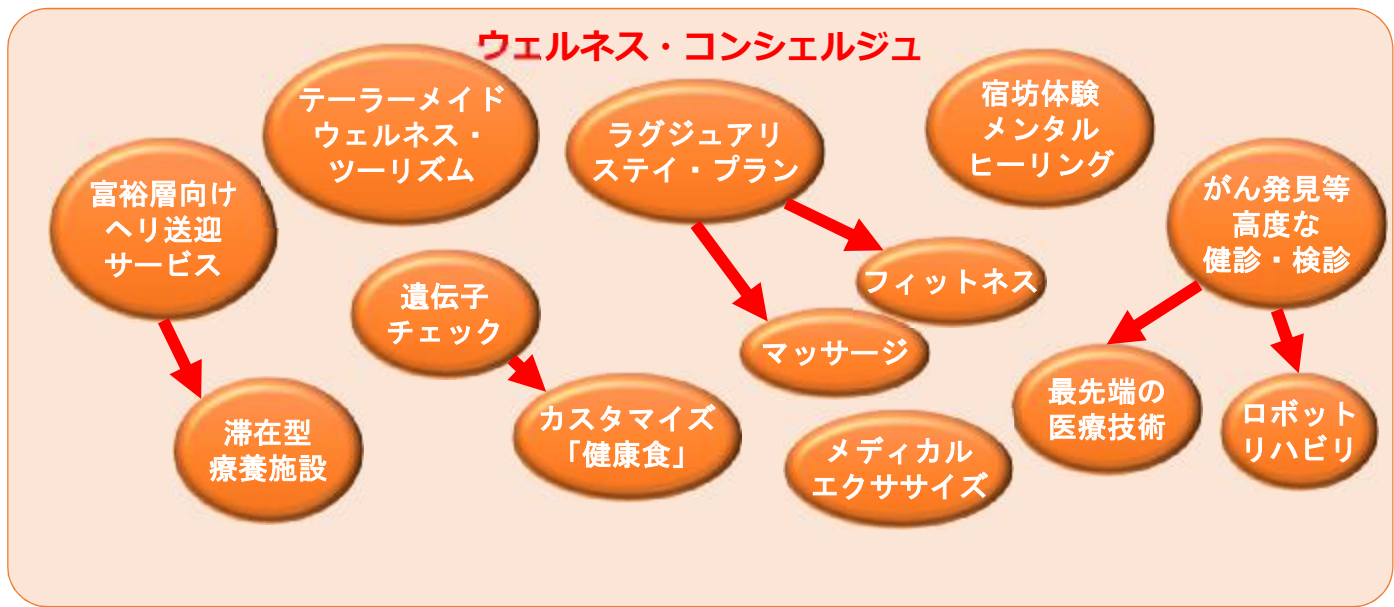 ウェルネス・コンシェルジュ
テーラーメイド
ウェルネス・
ツーリズム
ラグジュアリ
ステイ・プラン
宿坊体験
メンタル
ヒーリング
富裕層向け
ヘリ送迎
サービス
がん発見等
高度な
健診・検診
遺伝子
チェック
フィットネス
マッサージ
滞在型
療養施設
カスタマイズ
「健康食」
メディカル
エクササイズ
最先端の
医療技術
ロボット
リハビリ